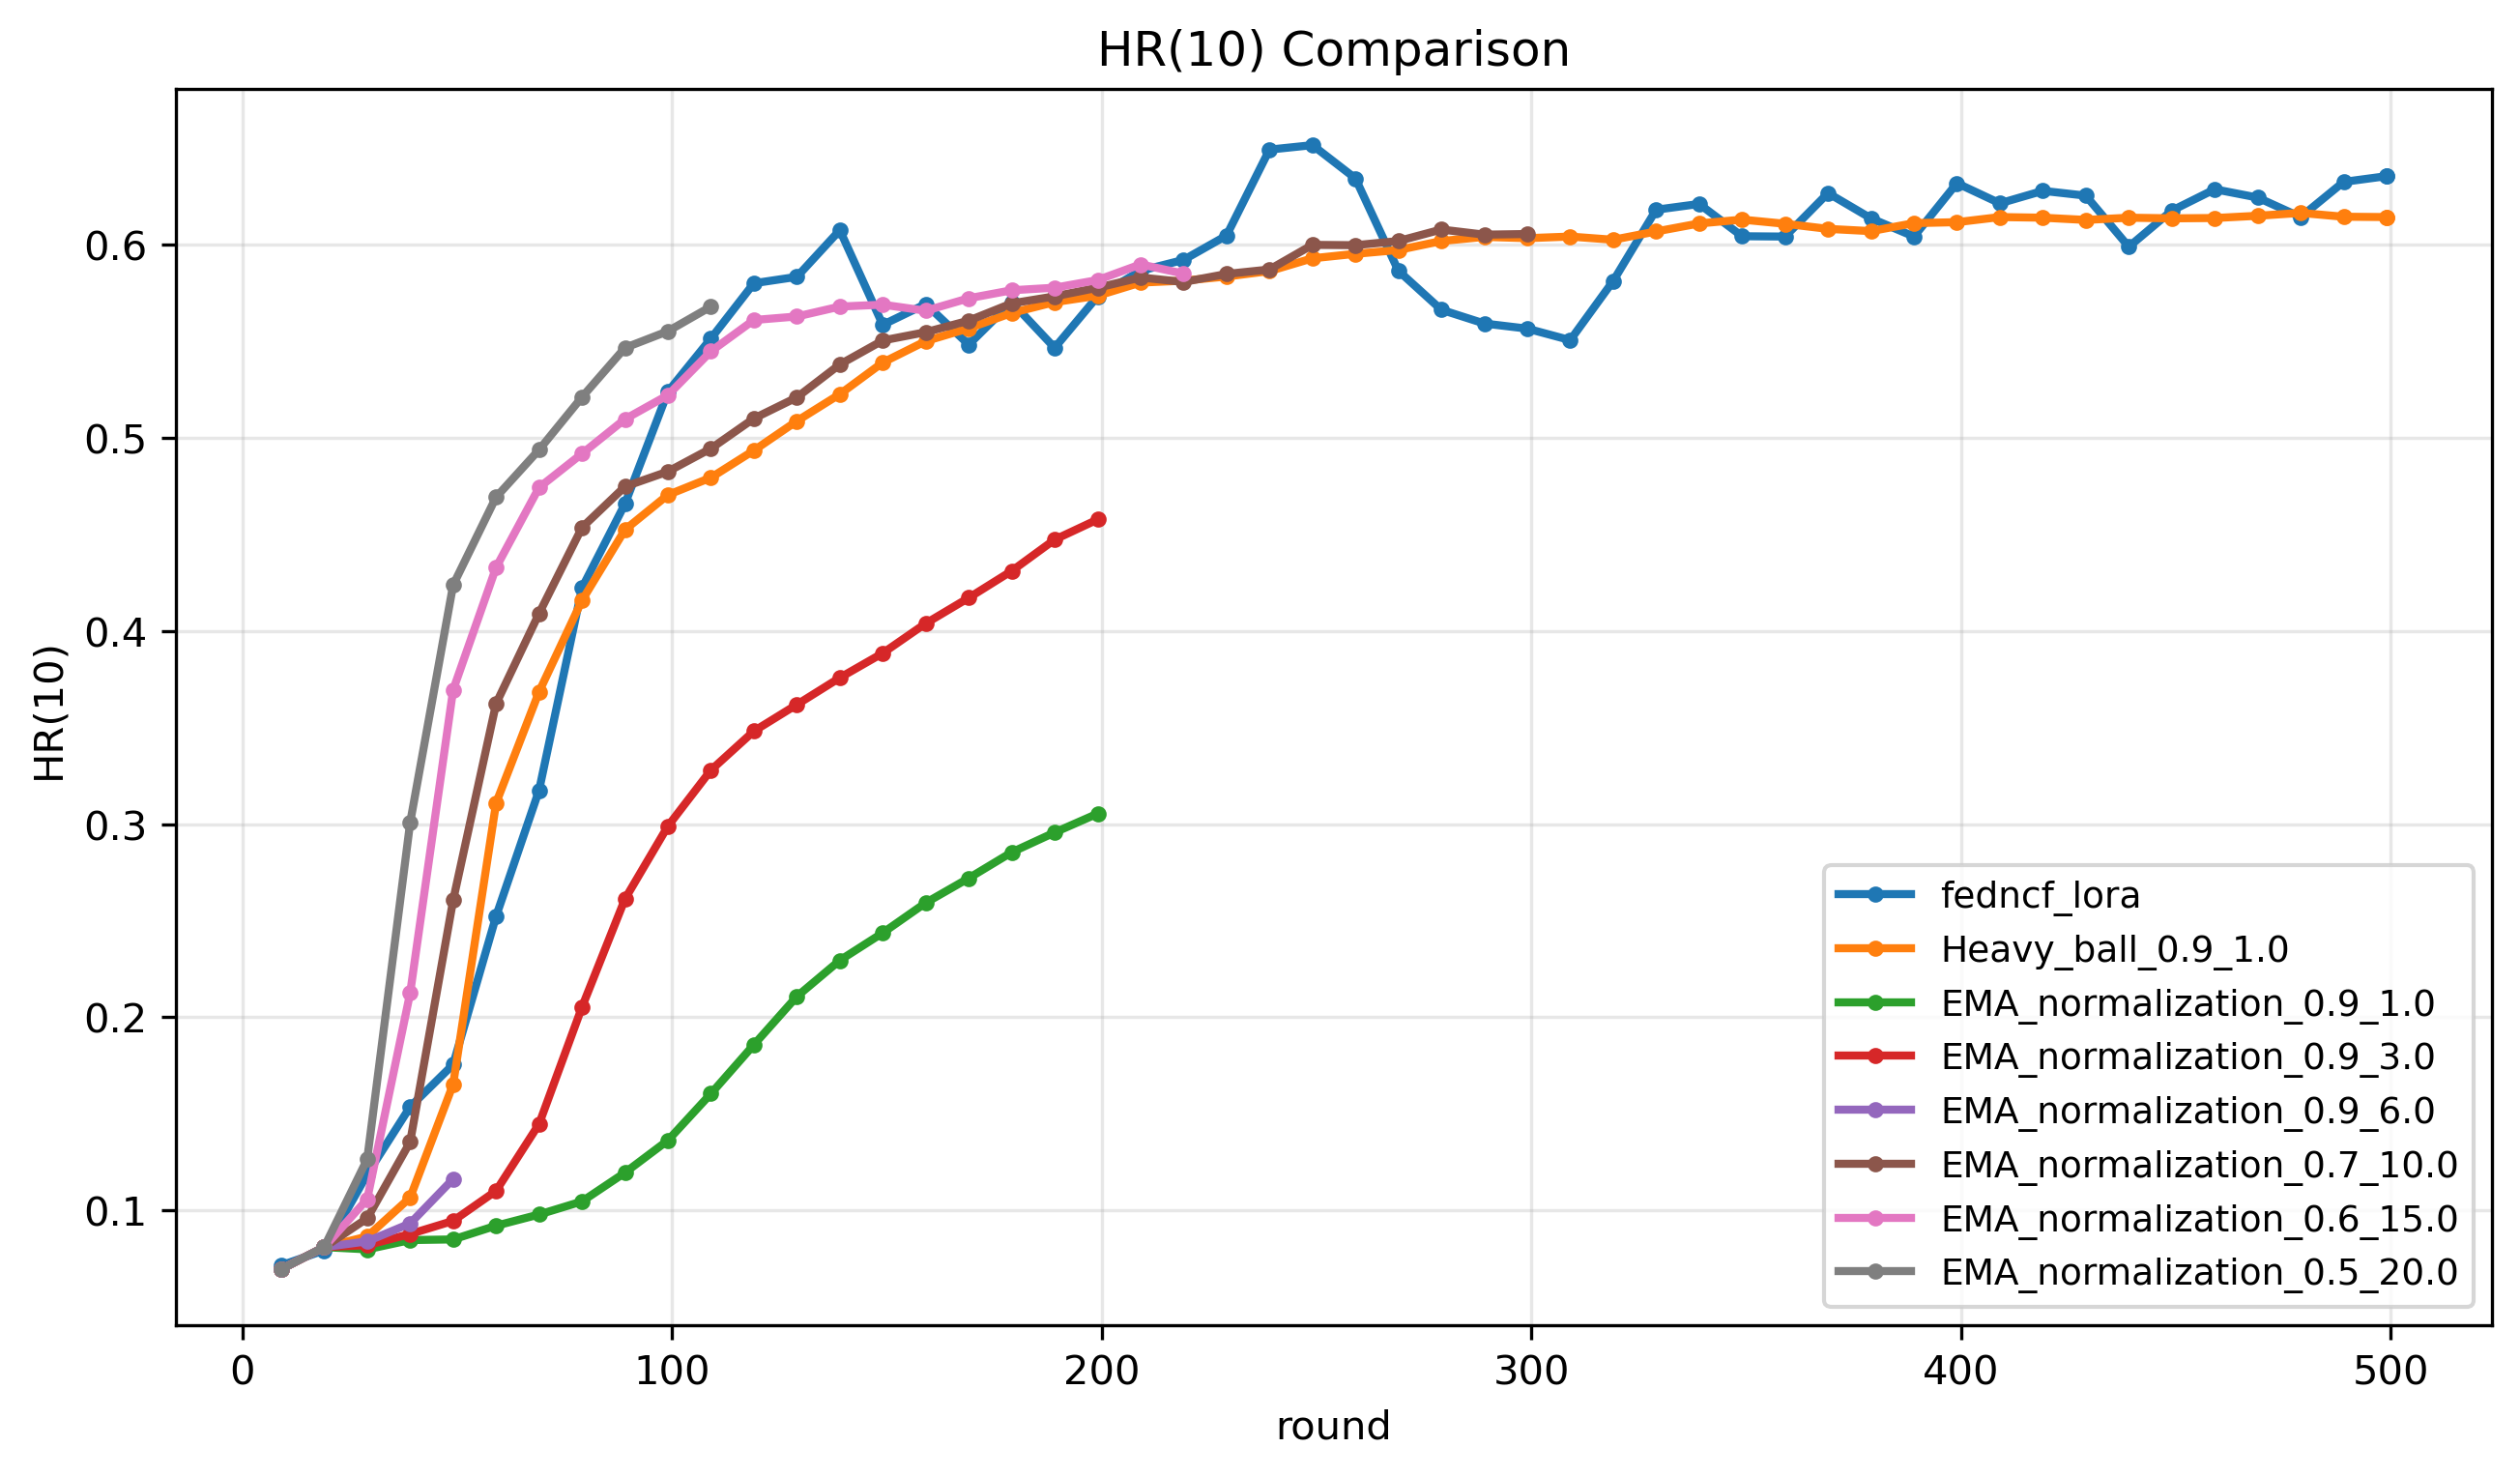 HR(10) Comparison
HR(10)
0.6
0.5
0.4
0.3
0.2
0.1
0 100 200 300 400 500
round
fedncf_lora
Heavy_ball_0.9_1.0
EMA_normalization_0.9_1.0
EMA_normalization_0.9_3.0
EMA_normalization_0.9_6.0
EMA_normalization_0.7_10.0
EMA_normalization_0.6_15.0
EMA_normalization_0.5_20.0